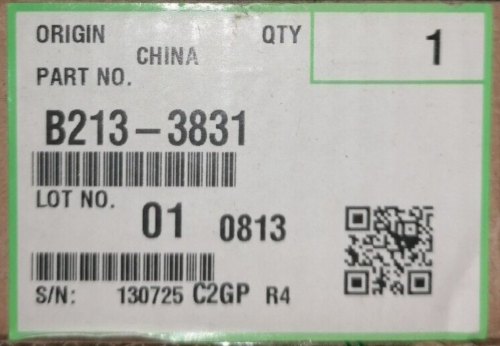 ORIGIN CHINA QTY 1
PART NO.
B213-3831
LOT NO. 01 0813
S/N: 130725 C2GP R4